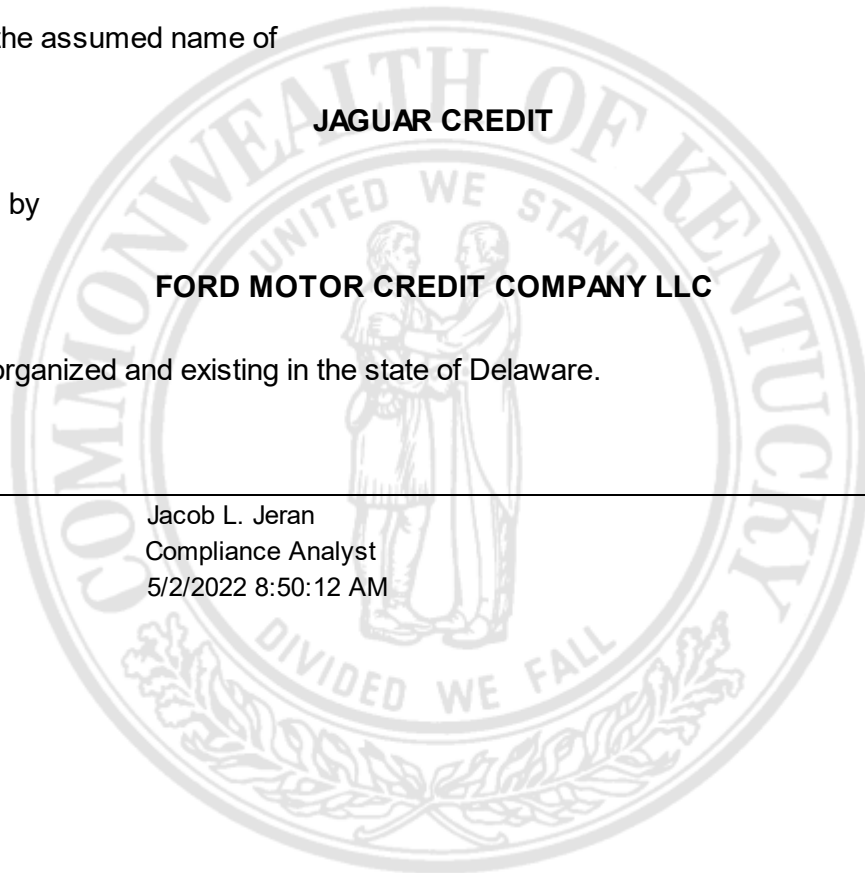 the assumed name of
JAGUAR CREDIT
by
FORD MOTOR CREDIT COMPANY LLC
organized and existing in the state of Delaware.
Jacob L. Jeran
Compliance Analyst
5/2/2022 8:50:12 AM
COMMONWEALTH OF KENTUCKY
UNITED WE STAND
DIVIDED WE FALL